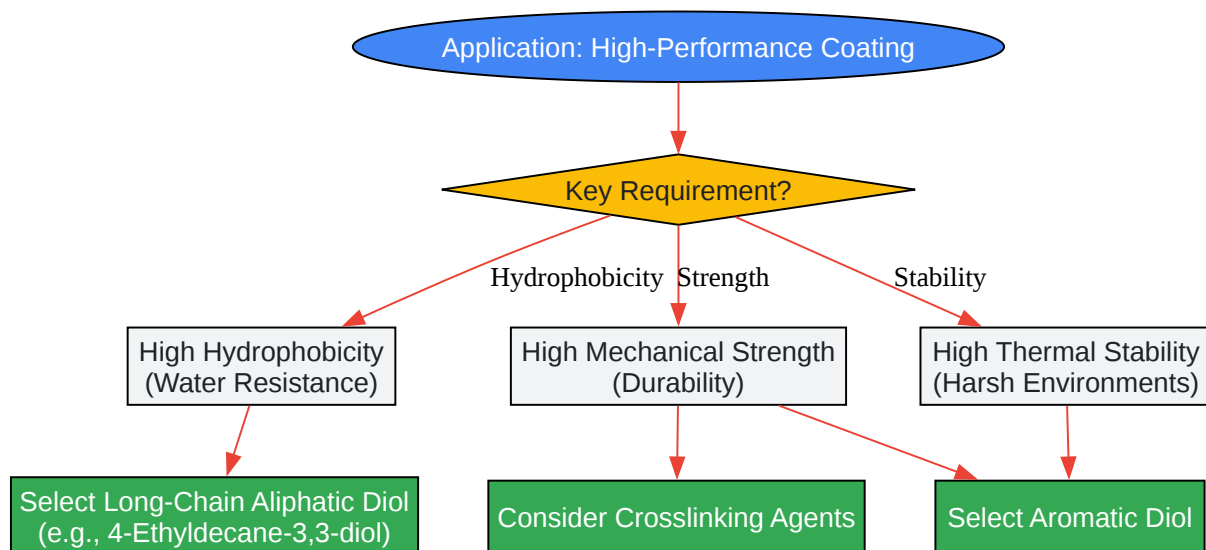 Application: High-Performance Coating
Key Requirement?
Hydrophobicity
Strength
Stability
High Hydrophobicity
(Water Resistance)
High Mechanical Strength
(Durability)
High Thermal Stability
(Harsh Environments)
Select Long-Chain Aliphatic Diol
(e.g., 4-Ethyldecane-3,3-diol)
Consider Crosslinking Agents
Select Aromatic Diol